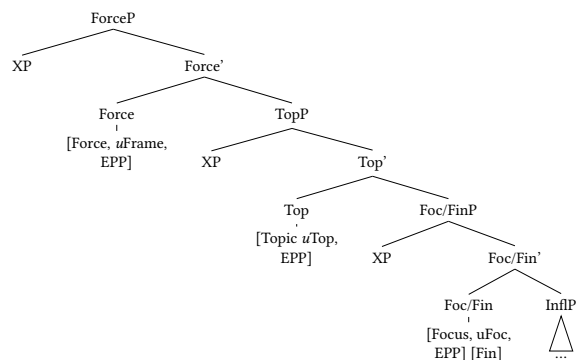 ForceP
XP Force’
Force TopP
[Force, uFrame, XP Top’
EPP]
Top Foc/FinP
[Topic uTop, XP Foc/Fin’
EPP]
Foc/Fin InflP
[Focus, uFoc, ...
EPP] [Fin]